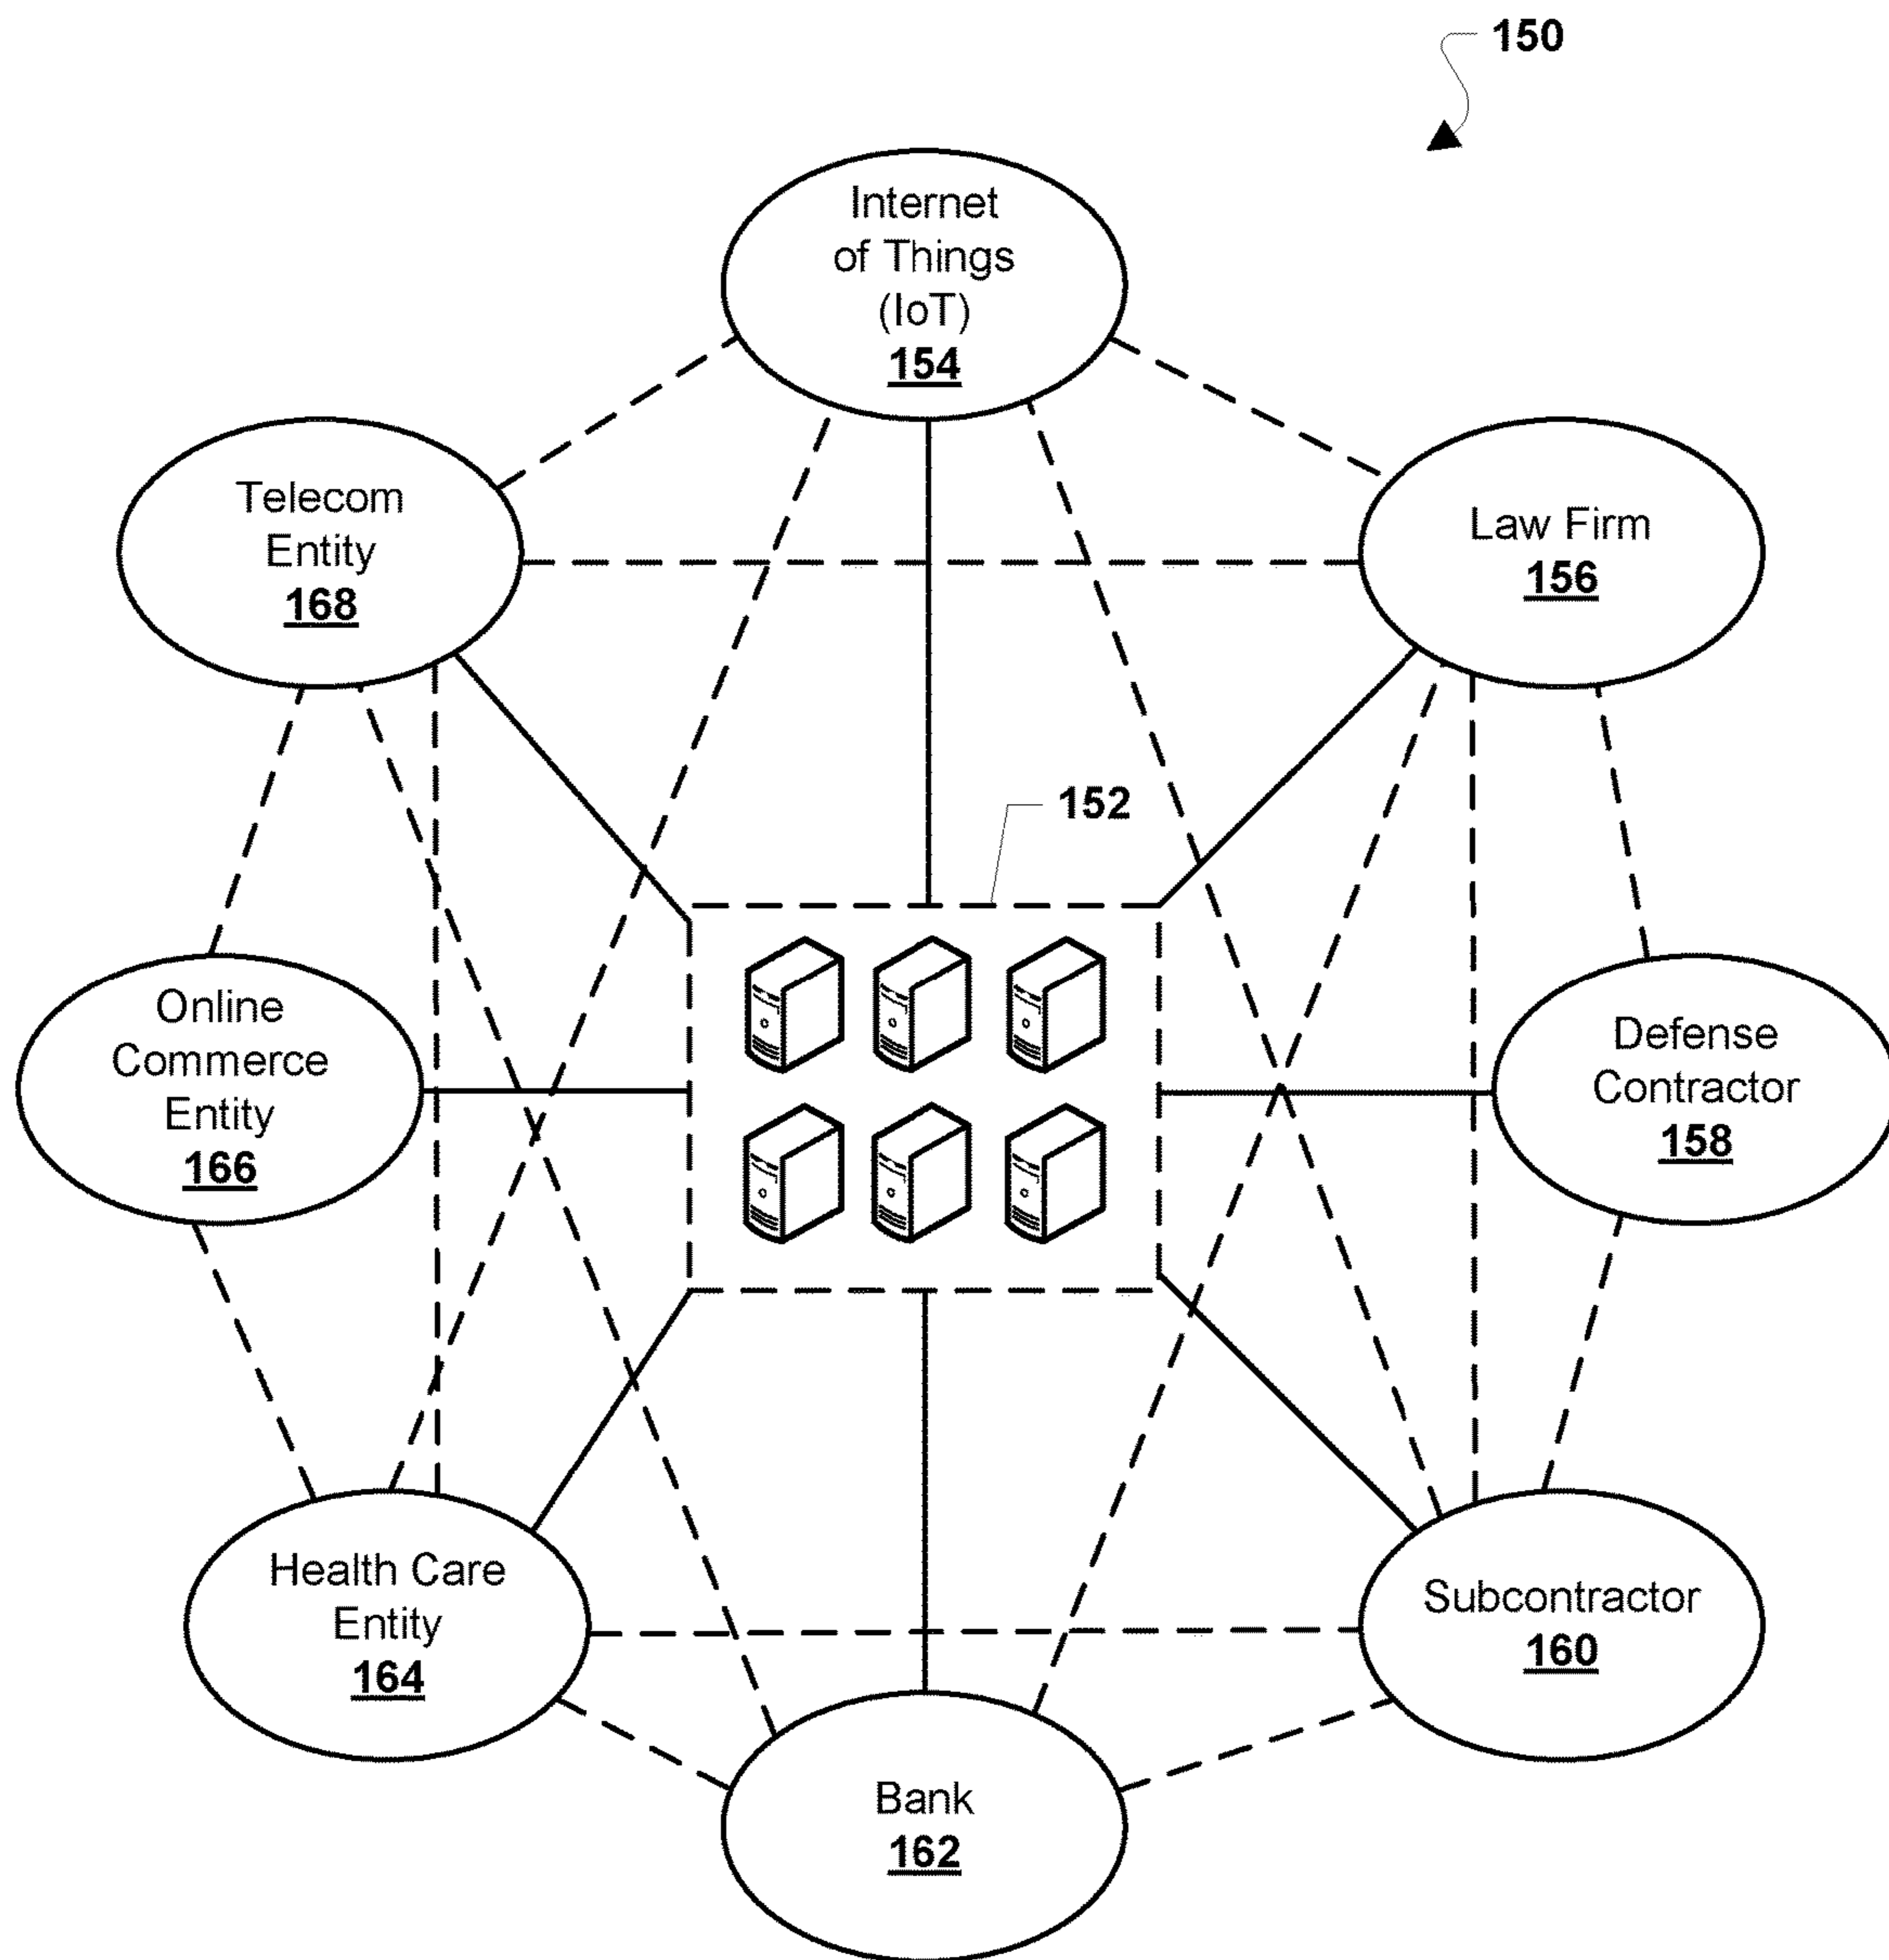 150
Internet
of Things
(IoT)
154
Telecom
Entity
168
Law Firm
156
152
Online
Commerce
Entity
166
Defense
Contractor
158
Health Care
Entity
164
Subcontractor
160
Bank
162